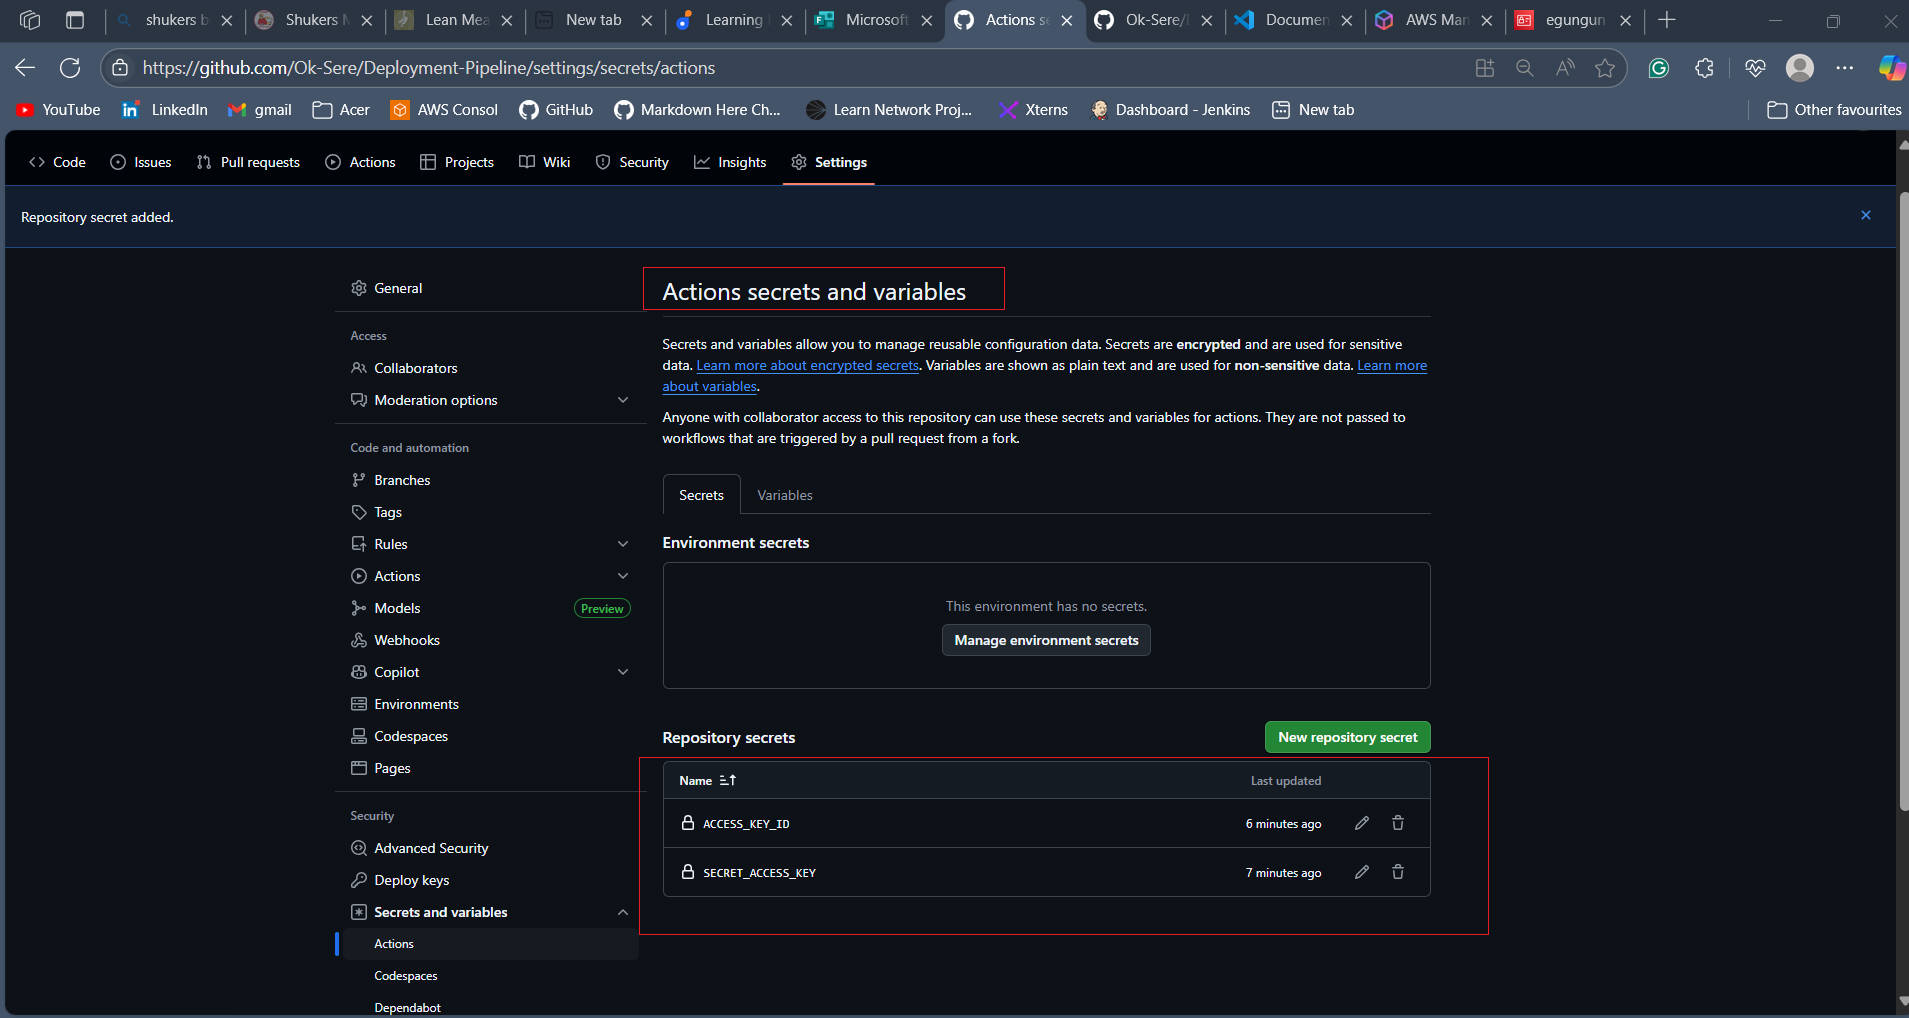 shukers b
Shukers M
Lean Mea
New tab
Learning
Microsoft
Actions se
Ok-Sere/
Documen
AWS Man
egungun
https://github.com/Ok-Sere/Deployment-Pipeline/settings/secrets/actions
YouTube
LinkedIn
gmail
Acer
AWS Consol
GitHub
Markdown Here Ch...
Learn Network Proj...
Xterns
Dashboard - Jenkins
New tab
Other favourites
Code
Issues
Pull requests
Actions
Projects
Wiki
Security
Insights
Settings
Repository secret added.
General
Access
Collaborators
Moderation options
Code and automation
Branches
Tags
Rules
Actions
Models
Preview
Webhooks
Copilot
Environments
Codespaces
Pages
Security
Advanced Security
Deploy keys
Secrets and variables
Actions
Codespaces
Dependabot
Actions secrets and variables
Secrets and variables allow you to manage reusable configuration data. Secrets are encrypted and are used for sensitive
data. Learn more about encrypted secrets. Variables are shown as plain text and are used for non-sensitive data. Learn more
about variables.
Anyone with collaborator access to this repository can use these secrets and variables for actions. They are not passed to
workflows that are triggered by a pull request from a fork.
Secrets
Variables
Environment secrets
This environment has no secrets.
Manage environment secrets
Repository secrets
New repository secret
Name
Last updated
ACCESS_KEY_ID
6 minutes ago
SECRET_ACCESS_KEY
7 minutes ago